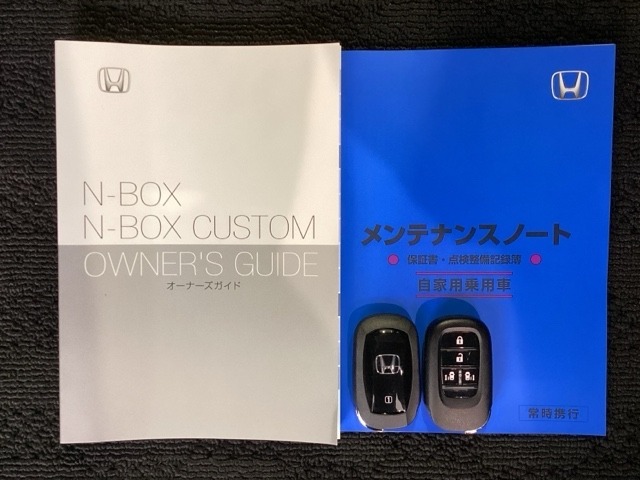 N-BOX
N-BOX CUSTOM
OWNER'S GUIDE
オーナーズガイド
メンテナンスノート
保証書・点検整備記録簿
自家用乗用車
常時携行
1